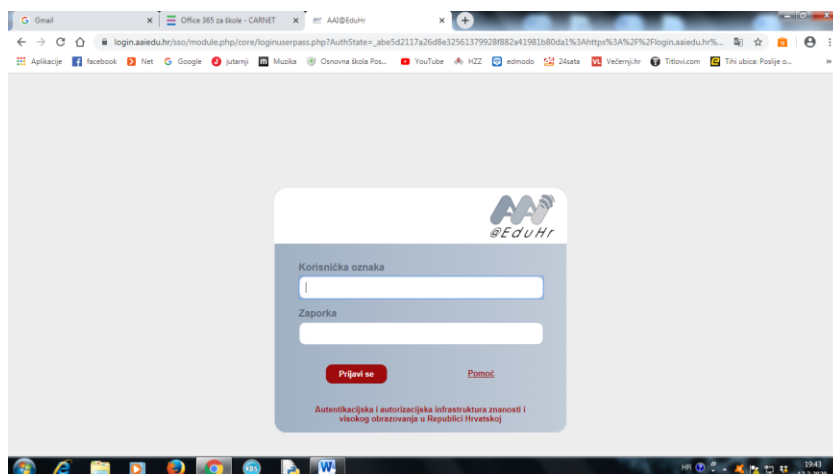 Gmail
Office 365 za škole - CARNET
AAI@EduHr
login.aaiedu.hr/sso/module.php/core/loginuserpass.php?AuthState=_abe5d2117a26d8e32561379928f882a41981b80da1%3Ahttps%3A%2F%2Flogin.aaiedu.hr%...
Aplikacije facebook Net Google jutarnji Muzika Osnovna škola Pos... YouTube HZZ edmodo 24sata Večernji.hr Titlovi.com Tihi ubica: Poslije o...
AAI
@EduHr
Korisnička oznaka
Zaporka
Prijavi se
Pomoć
Autentikacijska i autorizacijska infrastruktura znanosti i
visokog obrazovanja u Republici Hrvatskoj
HR
19:43